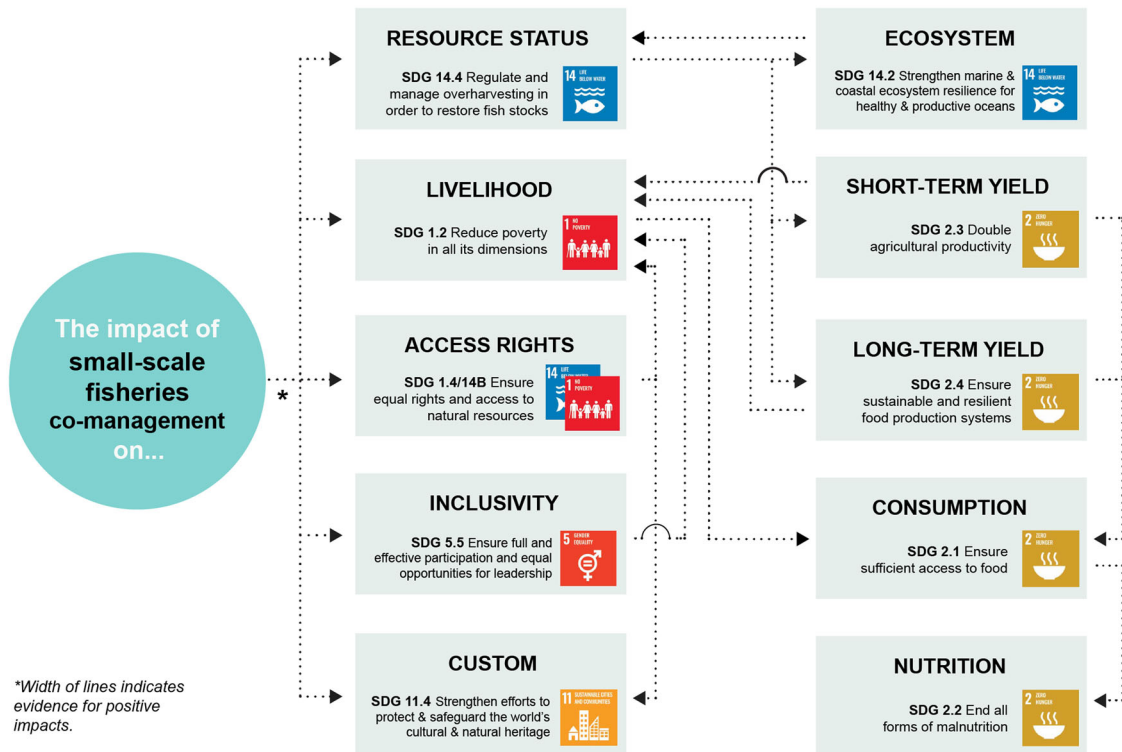 The impact of
small-scale
fisheries
co-management
on...
*
*Width of lines indicates
evidence for positive
impacts.
RESOURCE STATUS
SDG 14.4 Regulate and
manage overharvesting in
order to restore fish stocks
14 LIFE
BELOW WATER
LIVELIHOOD
SDG 1.2 Reduce poverty
in all its dimensions
1 NO
POVERTY
ACCESS RIGHTS
SDG 1.4/14B Ensure
equal rights and access to
natural resources
14 LIFE
1 NO
POVERTY
INCLUSIVITY
SDG 5.5 Ensure full and
effective participation and equal
opportunities for leadership
5 GENDER
EQUALITY
CUSTOM
SDG 11.4 Strengthen efforts to
protect & safeguard the world's
cultural & natural heritage
11 SUSTAINABLE CITIES
AND COMMUNITIES
ECOSYSTEM
SDG 14.2 Strengthen marine &
coastal ecosystem resilience for
healthy & productive oceans
14 LIFE
BELOW WATER
SHORT-TERM YIELD
SDG 2.3 Double
agricultural productivity
2 ZERO
HUNGER
LONG-TERM YIELD
SDG 2.4 Ensure
sustainable and resilient
food production systems
2 ZERO
HUNGER
CONSUMPTION
SDG 2.1 Ensure
sufficient access to food
2 ZERO
HUNGER
NUTRITION
SDG 2.2 End all
forms of malnutrition
2 ZERO
HUNGER